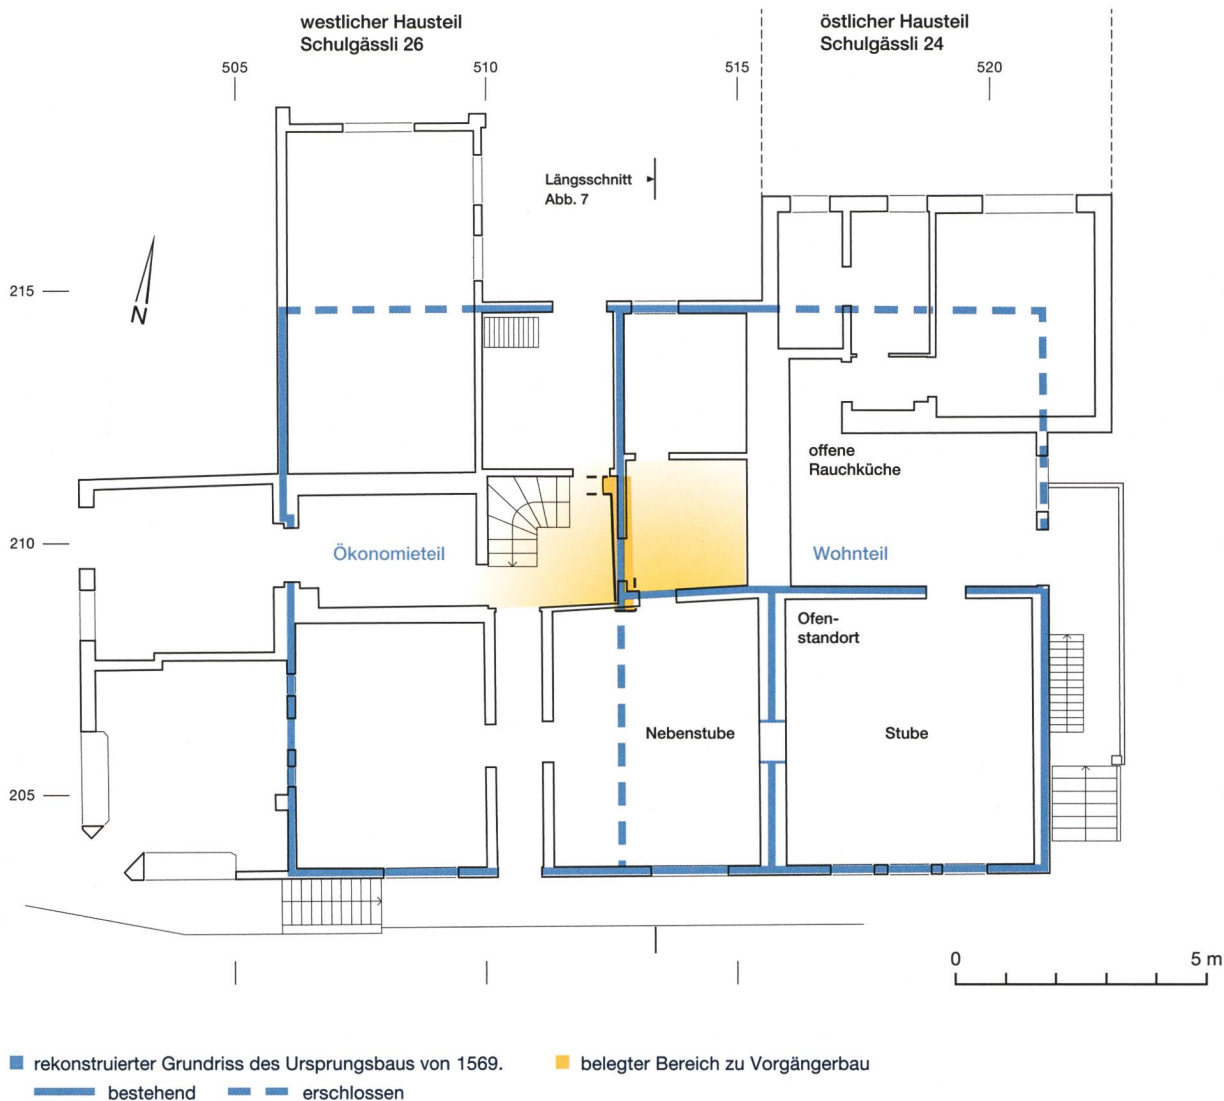 westlicher Hausteil
Schulgässli 26
östlicher Hausteil
Schulgässli 24
505
510
515
520
Längsschnitt
Abb. 7
N
215
offene
Rauchküche
210
Ökonomieteil
Wohnteil
Ofen-
standort
Nebenstube
Stube
205
0
5 m
rekonstruierter Grundriss des Ursprungsbaus von 1569.
belegter Bereich zu Vorgängerbau
bestehend
erschlossen